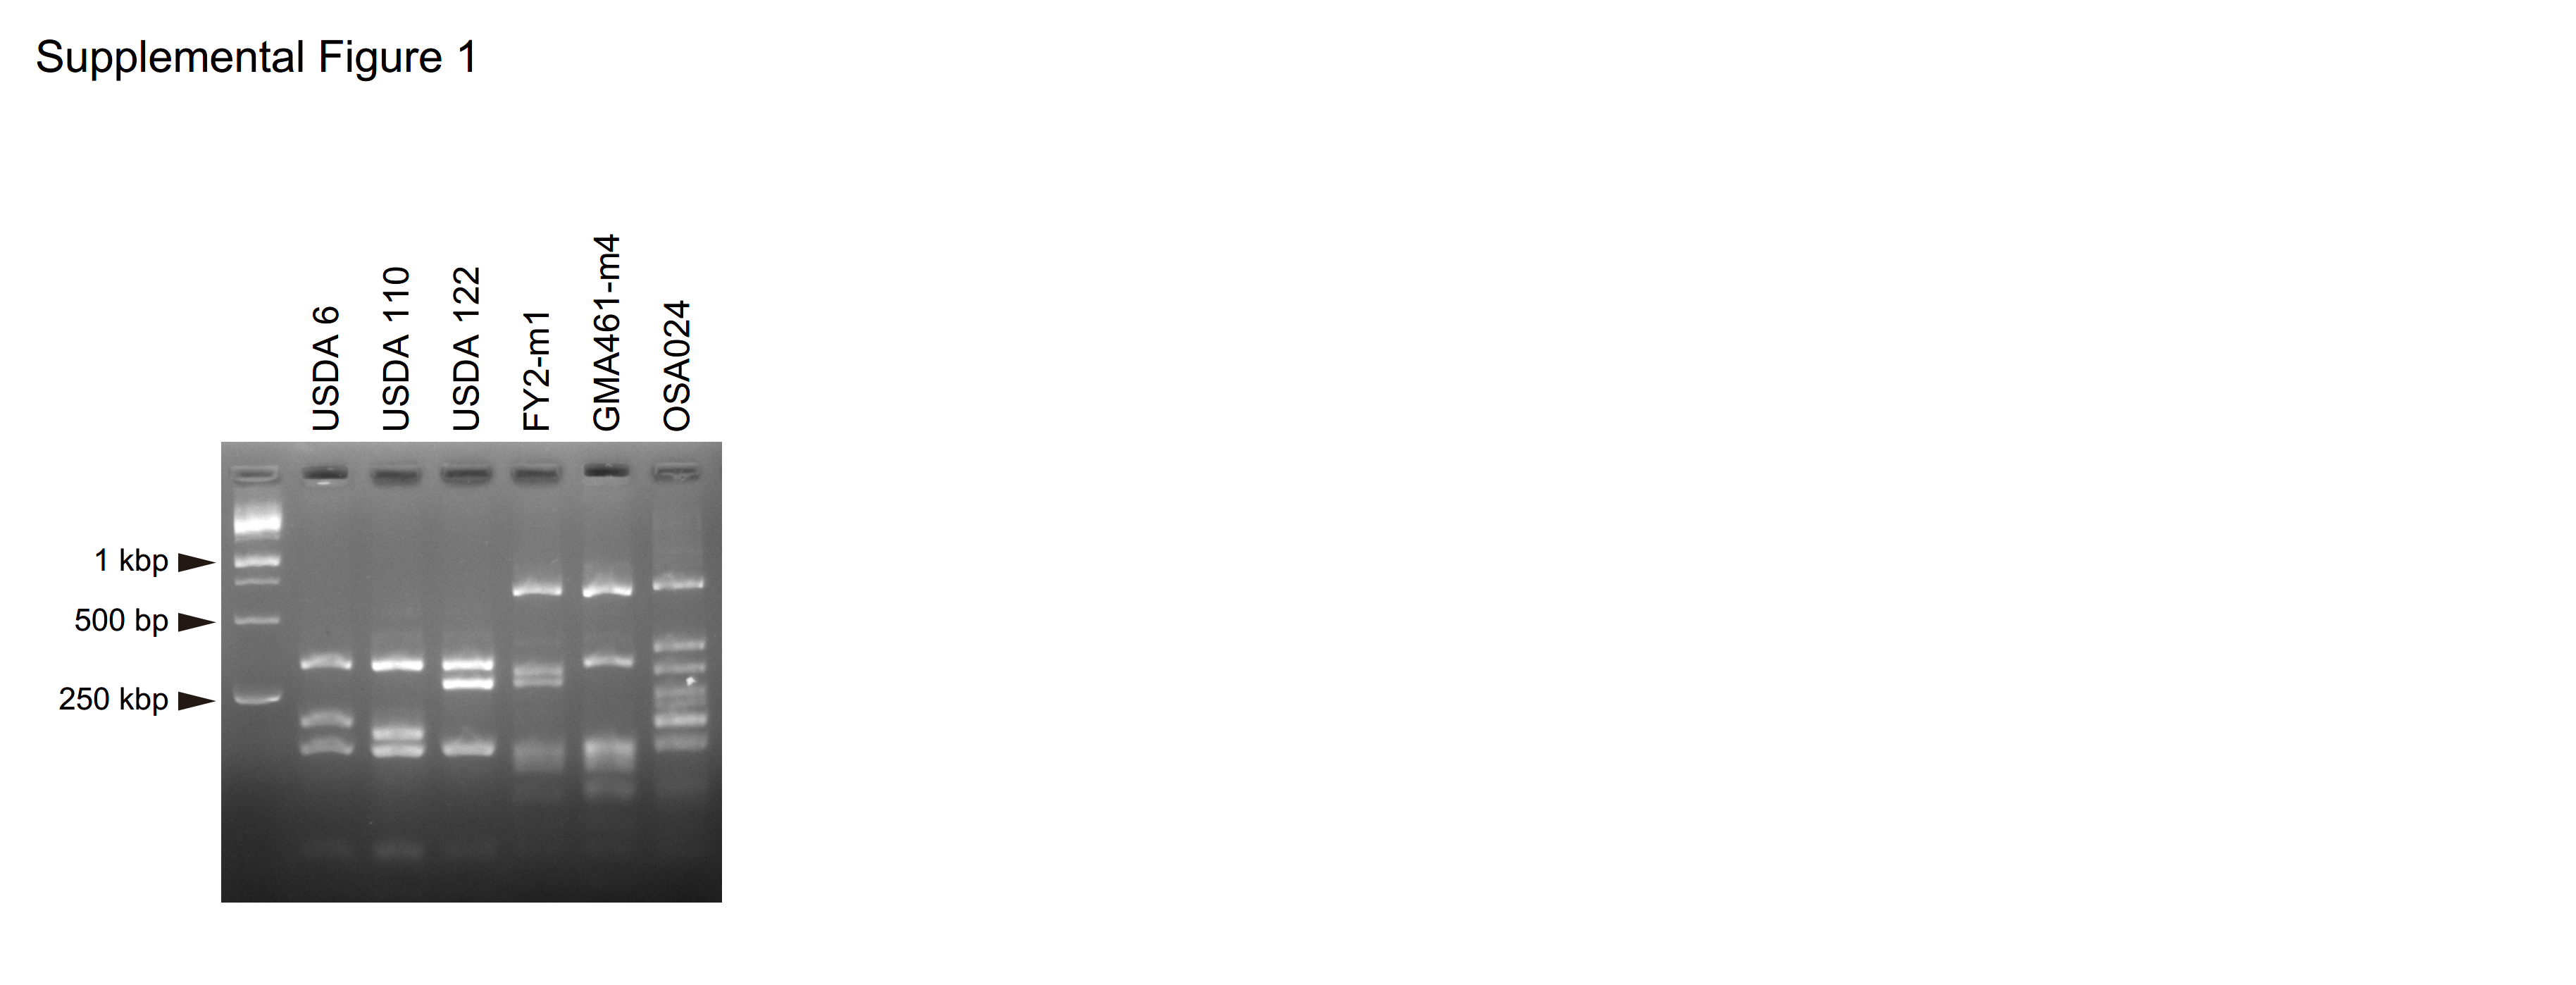 Supplemental Figure 1
USDA 6
USDA 110
USDA 122
FY2-m1
GMA461-m4
OSA024
1 kbp
500 bp
250 kbp